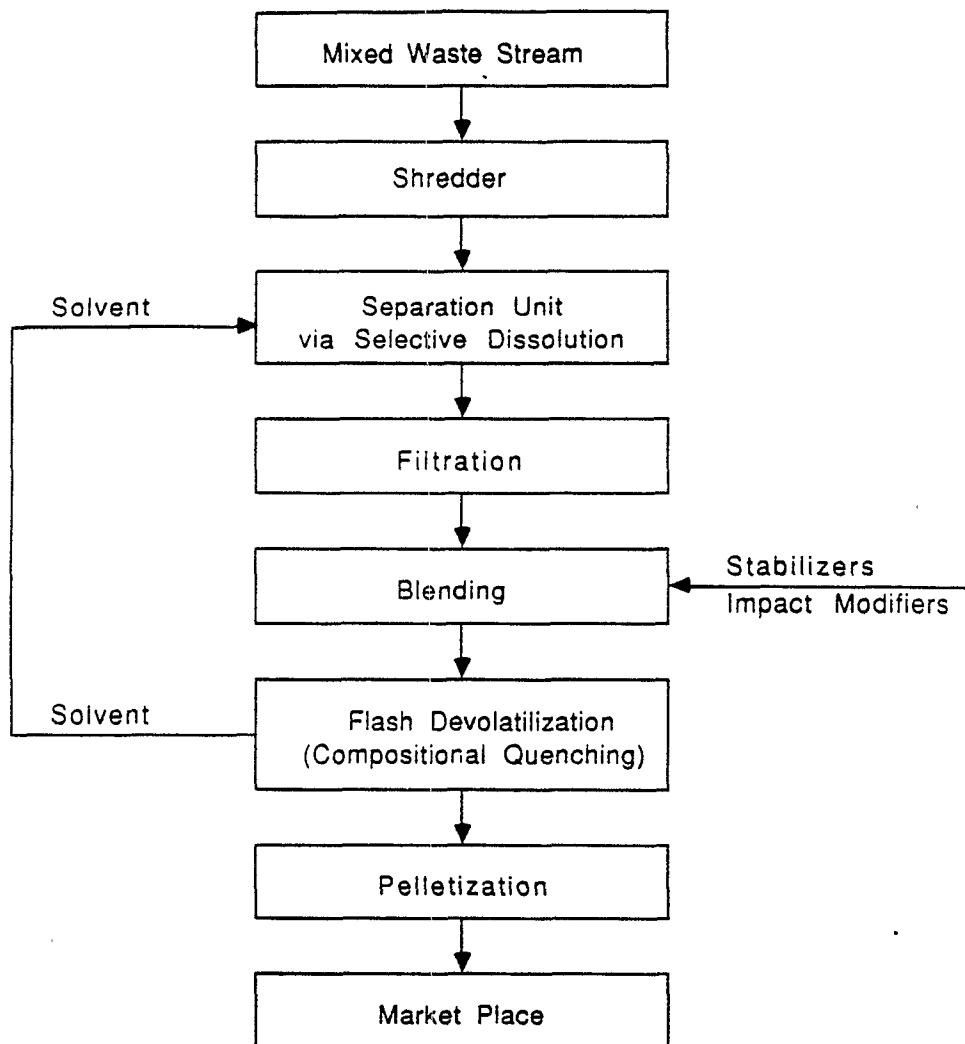 Mixed Waste Stream
Shredder
Solvent
Separation Unit
via Selective Dissolution
Filtration
Blending
Stabilizers
Impact Modifiers
Solvent
Flash Devolatilization
(Compositional Quenching)
Pelletization
Market Place